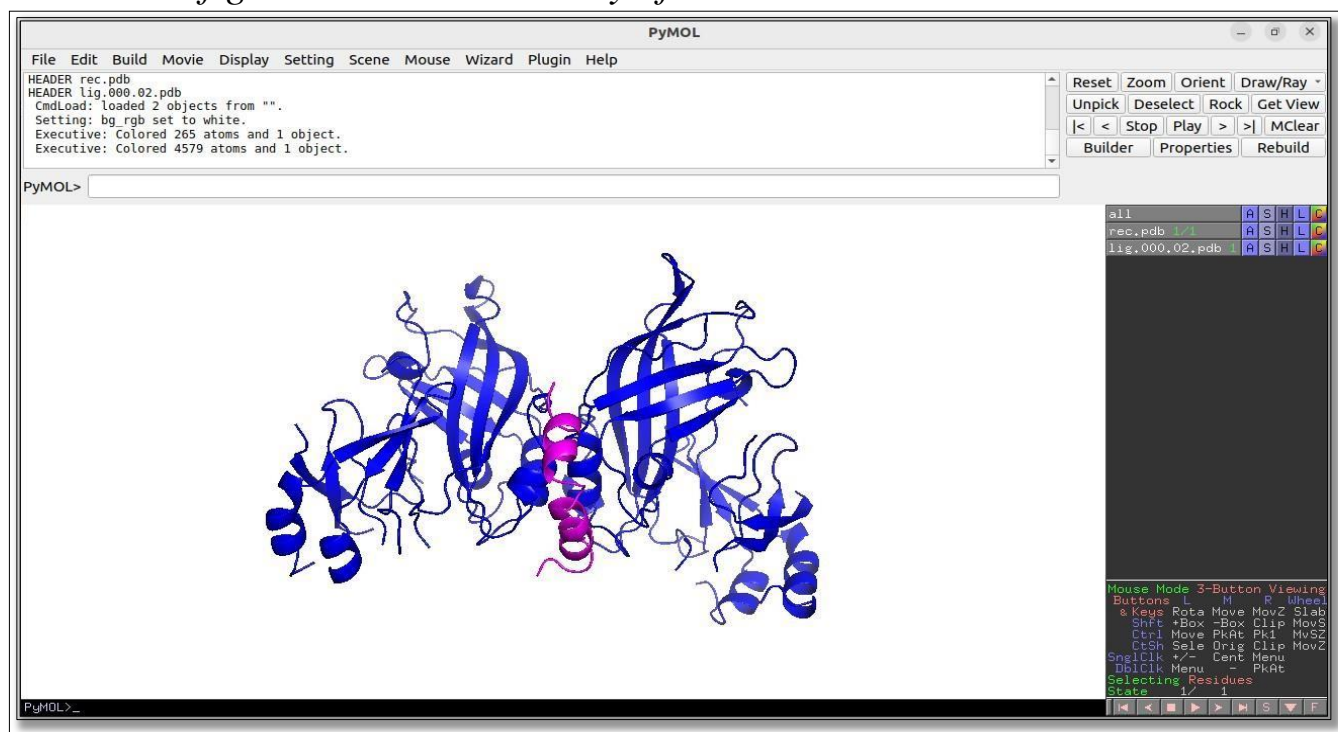 PyMOL
File Edit Build Movie Display Setting Scene Mouse Wizard Plugin Help
HEADER rec.pdb
HEADER lig.000.02.pdb
CmdLoad: loaded 2 objects from "".
Setting: bg_rgb set to white.
Executive: Colored 265 atoms and 1 object.
Executive: Colored 4579 atoms and 1 object.
Reset Zoom Orient Draw/Ray
Unpick Deselect Rock Get View
|< < Stop Play > >| MClear
Builder Properties Rebuild
PyMOL>
all A S H L C
rec.pdb 1/1 A S H L C
lig.000.02.pdb 1 A S H L C
Mouse Mode 3-Button Viewing
Buttons L M R Wheel
& Keys Rota Move MovZ Slab
Shft +Box -Box Clip MovS
Ctrl Move PkAt Pk1 MvSZ
CtSh Sele Orig Clip MovZ
SnglClk +/- Cent Menu
DblClk Menu - PkAt
Selecting Residues
State 1/ 1
PyMOL>_
S F